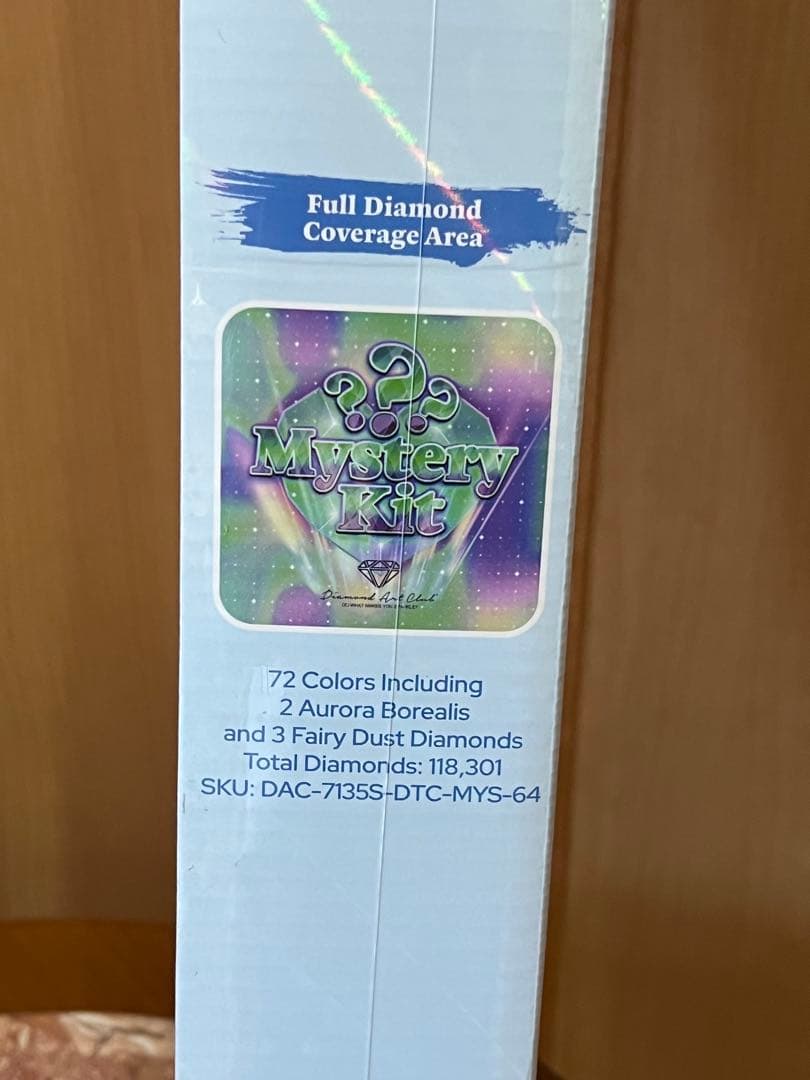 Full Diamond
Coverage Area
???
Mystery
Kit
Diamond Art Club
72 Colors Including
2 Aurora Borealis
and 3 Fairy Dust Diamonds
Total Diamonds: 118,301
SKU: DAC-7135S-DTC-MYS-64